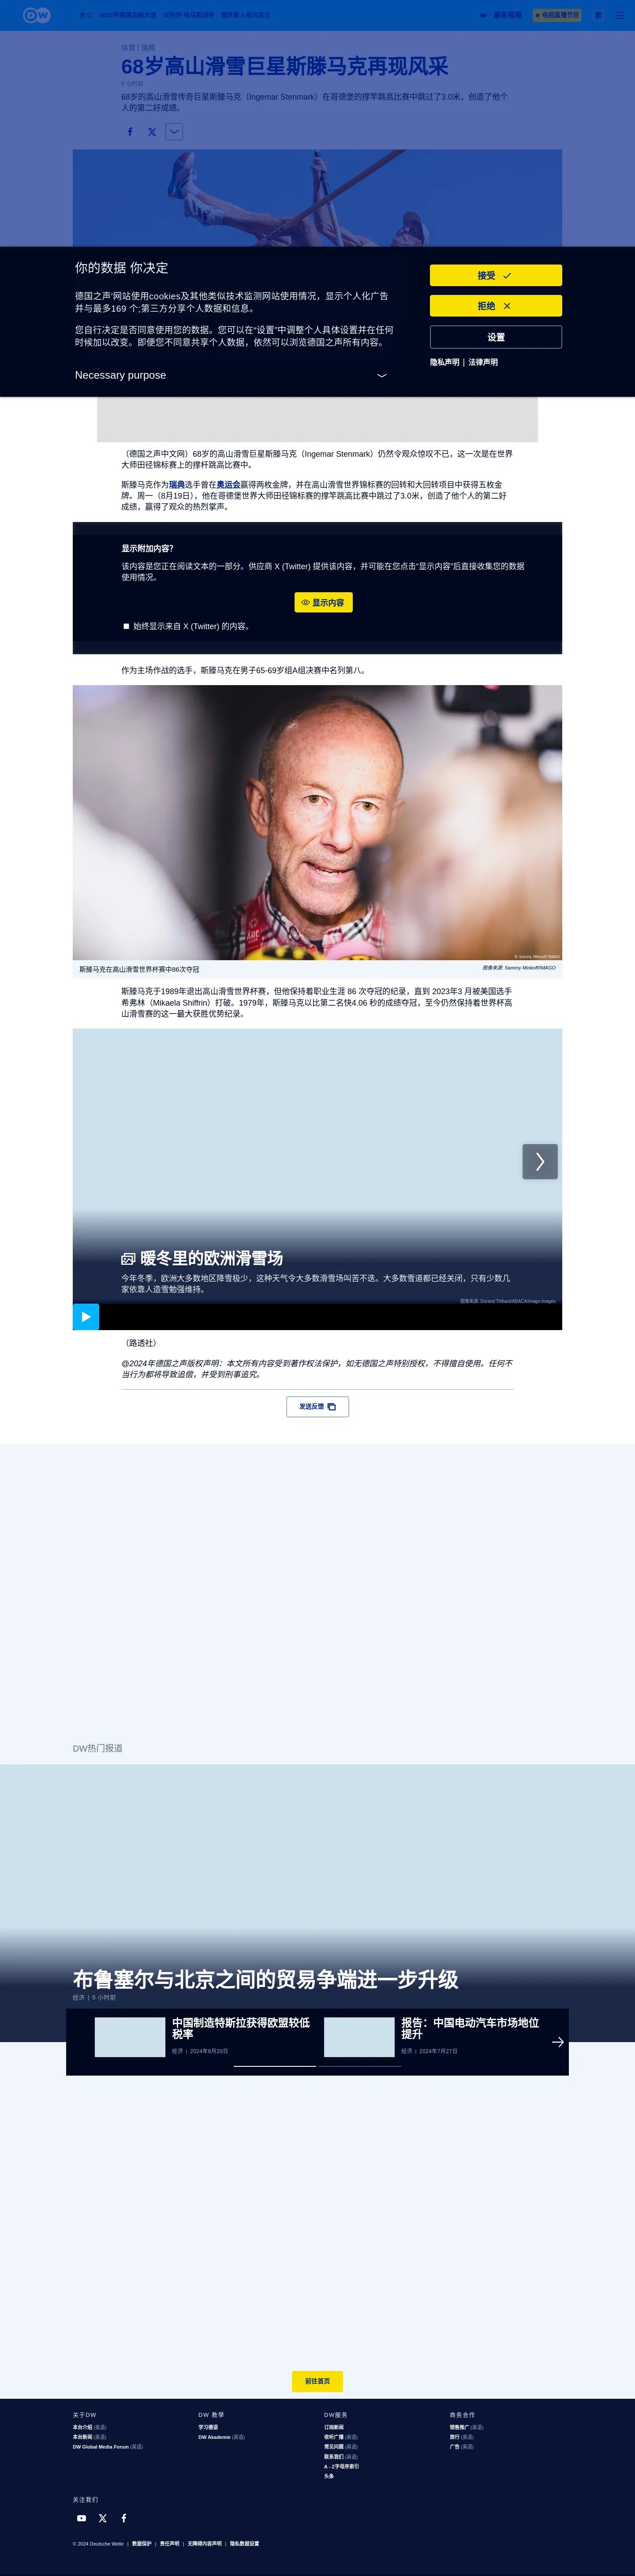 DW
热点 2024年美国总统大选 以色列-哈马斯战争 俄罗斯入侵乌克兰 最新视频 电视直播节目 繁
体育 | 瑞典
68岁高山滑雪巨星斯滕马克再现风采
6 小时前
68岁的高山滑雪传奇巨星斯滕马克（Ingemar Stenmark）在哥德堡的撑竿跳高比赛中跳过了3.0米，创造了他个
人的第二好成绩。
你的数据 你决定
德国之声'网站使用cookies及其他类似技术监测网站使用情况，显示个人化广告
并与最多169 个;第三方分享个人数据和信息。
您自行决定是否同意使用您的数据。您可以在“设置”中调整个人具体设置并在任何
时候加以改变。即便您不同意共享个人数据，依然可以浏览德国之声所有内容。
Necessary purpose
接受
拒绝
设置
隐私声明 | 法律声明
（德国之声中文网）68岁的高山滑雪巨星斯滕马克（Ingemar Stenmark）仍然令观众惊叹不已，这一次是在世界
大师田径锦标赛上的撑杆跳高比赛中。
斯滕马克作为瑞典选手曾在奥运会赢得两枚金牌，并在高山滑雪世界锦标赛的回转和大回转项目中获得五枚金
牌。周一（8月19日），他在哥德堡世界大师田径锦标赛的撑竿跳高比赛中跳过了3.0米，创造了他个人的第二好
成绩，赢得了观众的热烈掌声。
显示附加内容?
该内容是您正在阅读文本的一部分。供应商 X (Twitter) 提供该内容，并可能在您点击“显示内容”后直接收集您的数据
使用情况。
显示内容
始终显示来自 X (Twitter) 的内容。
作为主场作战的选手，斯滕马克在男子65-69岁组A组决赛中名列第八。
© Sammy Minkoff/IMAGO
斯滕马克在高山滑雪世界杯赛中86次夺冠
图像来源: Sammy Minkoff/IMAGO
斯滕马克于1989年退出高山滑雪世界杯赛，但他保持着职业生涯 86 次夺冠的纪录，直到 2023年3 月被美国选手
希弗林（Mikaela Shiffrin）打破。1979年，斯滕马克以比第二名快4.06 秒的成绩夺冠，至今仍然保持着世界杯高
山滑雪赛的这一最大获胜优势纪录。
暖冬里的欧洲滑雪场
今年冬季，欧洲大多数地区降雪极少，这种天气令大多数滑雪场叫苦不迭。大多数雪道都已经关闭，只有少数几
家依靠人造雪勉强维持。
图像来源: Durand Thibaut/ABACA/Imago images
（路透社）
@2024年德国之声版权声明：本文所有内容受到著作权法保护，如无德国之声特别授权，不得擅自使用。任何不
当行为都将导致追偿，并受到刑事追究。
发送反馈
DW热门报道
布鲁塞尔与北京之间的贸易争端进一步升级
经济 | 5 小时前
中国制造特斯拉获得欧盟较低
税率
经济 | 2024年8月20日
报告：中国电动汽车市场地位
提升
经济 | 2024年7月27日
前往首页
关于DW
本台介绍 (英语)
本台新闻 (英语)
DW Global Media Forum (英语)
DW 教學
学习德语
DW Akademie (英语)
DW服务
订阅新闻
收听广播 (英语)
常见问题 (英语)
联系我们 (英语)
A - Z字母序索引
头条
商务合作
销售推广 (英语)
旅行 (英语)
广告 (英语)
关注我们
© 2024 Deutsche Welle | 数据保护 | 责任声明 | 无障碍内容声明 | 隐私数据设置